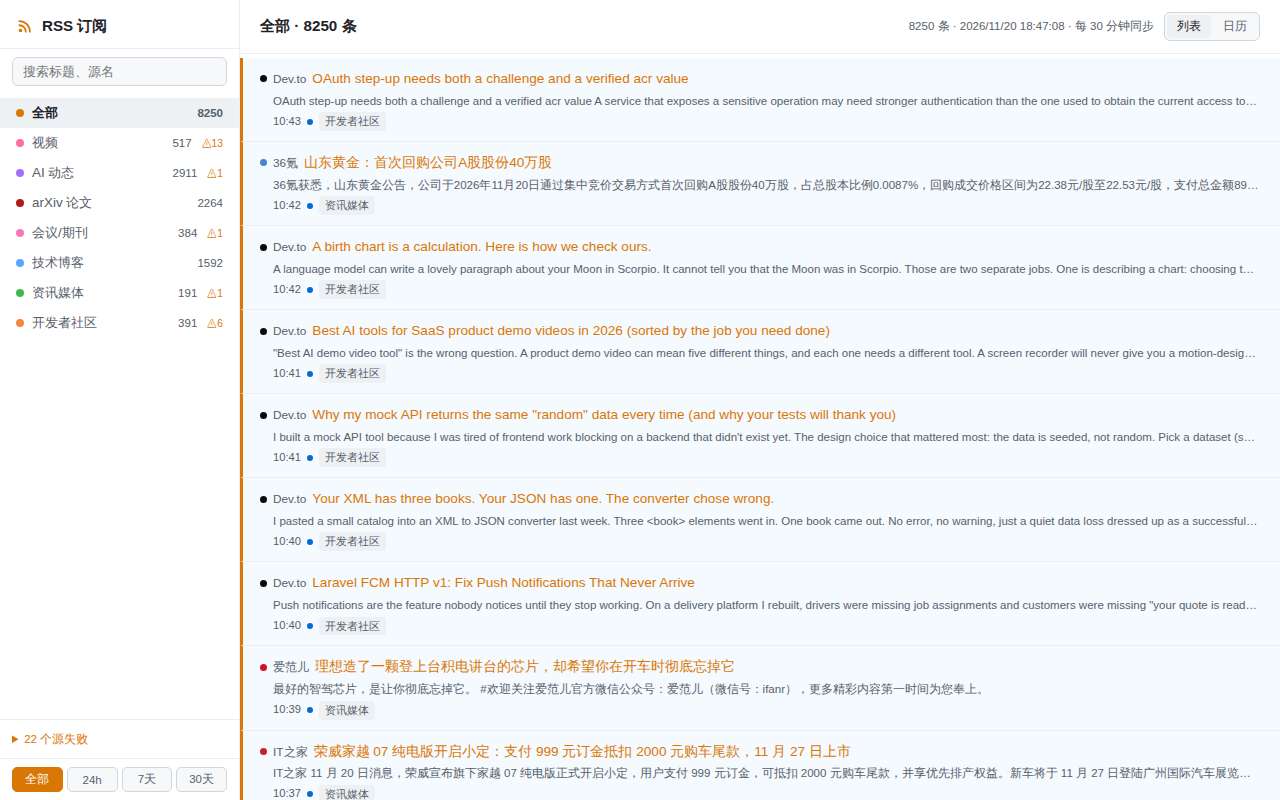 RSS 订阅
搜索标题、源名
全部 8250
视频 517 ⚠13
AI 动态 2911 ⚠1
arXiv 论文 2264
会议/期刊 384 ⚠1
技术博客 1592
资讯媒体 191 ⚠1
开发者社区 391 ⚠6
22 个源失败
全部 24h 7天 30天
全部 · 8250 条
8250 条 · 2026/11/20 18:47:08 · 每 30 分钟同步 列表 日历
Dev.to OAuth step-up needs both a challenge and a verified acr value
OAuth step-up needs both a challenge and a verified acr value A service that exposes a sensitive operation may need stronger authentication than the one used to obtain the current access to…
10:43 开发者社区
36氪 山东黄金：首次回购公司A股股份40万股
36氪获悉，山东黄金公告，公司于2026年11月20日通过集中竞价交易方式首次回购A股股份40万股，占总股本比例0.0087%，回购成交价格区间为22.38元/股至22.53元/股，支付总金额89…
10:42 资讯媒体
Dev.to A birth chart is a calculation. Here is how we check ours.
A language model can write a lovely paragraph about your Moon in Scorpio. It cannot tell you that the Moon was in Scorpio. Those are two separate jobs. One is describing a chart: choosing t…
10:42 开发者社区
Dev.to Best AI tools for SaaS product demo videos in 2026 (sorted by the job you need done)
"Best AI demo video tool" is the wrong question. A product demo video can mean five different things, and each one needs a different tool. A screen recorder will never give you a motion-desig…
10:41 开发者社区
Dev.to Why my mock API returns the same "random" data every time (and why your tests will thank you)
I built a mock API tool because I was tired of frontend work blocking on a backend that didn't exist yet. The design choice that mattered most: the data is seeded, not random. Pick a dataset (s…
10:41 开发者社区
Dev.to Your XML has three books. Your JSON has one. The converter chose wrong.
I pasted a small catalog into an XML to JSON converter last week. Three <book> elements went in. One book came out. No error, no warning, just a quiet data loss dressed up as a successful…
10:40 开发者社区
Dev.to Laravel FCM HTTP v1: Fix Push Notifications That Never Arrive
Push notifications are the feature nobody notices until they stop working. On a delivery platform I rebuilt, drivers were missing job assignments and customers were missing "your quote is read…
10:40 开发者社区
爱范儿 理想造了一颗登上台积电讲台的芯片，却希望你在开车时彻底忘掉它
最好的智驾芯片，是让你彻底忘掉它。 #欢迎关注爱范儿官方微信公众号：爱范儿（微信号：ifanr），更多精彩内容第一时间为您奉上。
10:39 资讯媒体
IT之家 荣威家越 07 纯电版开启小定：支付 999 元订金抵扣 2000 元购车尾款，11 月 27 日上市
IT之家 11 月 20 日消息，荣威宣布旗下家越 07 纯电版正式开启小定，用户支付 999 元订金，可抵扣 2000 元购车尾款，并享优先排产权益。新车将于 11 月 27 日登陆广州国际汽车展览…
10:37 资讯媒体